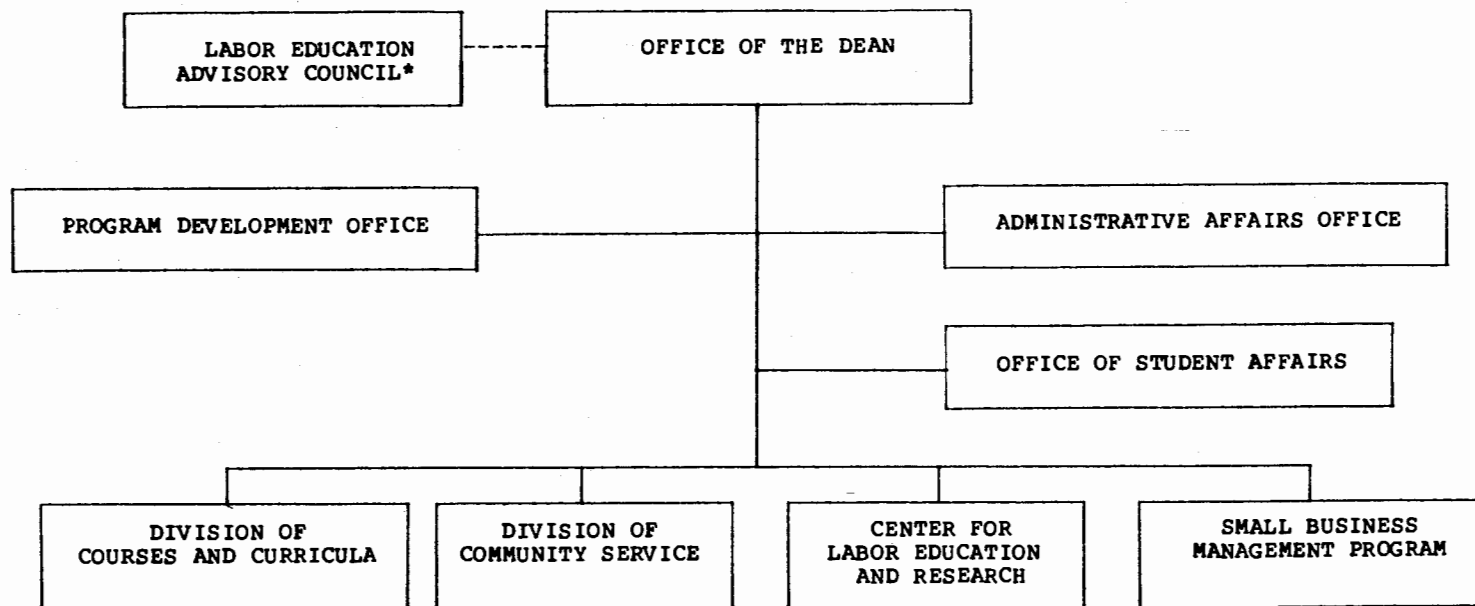 LABOR EDUCATION
ADVISORY COUNCIL*
OFFICE OF THE DEAN
PROGRAM DEVELOPMENT OFFICE
ADMINISTRATIVE AFFAIRS OFFICE
OFFICE OF STUDENT AFFAIRS
DIVISION OF
COURSES AND CURRICULA
DIVISION OF
COMMUNITY SERVICE
CENTER FOR
LABOR EDUCATION
AND RESEARCH
SMALL BUSINESS
MANAGEMENT PROGRAM